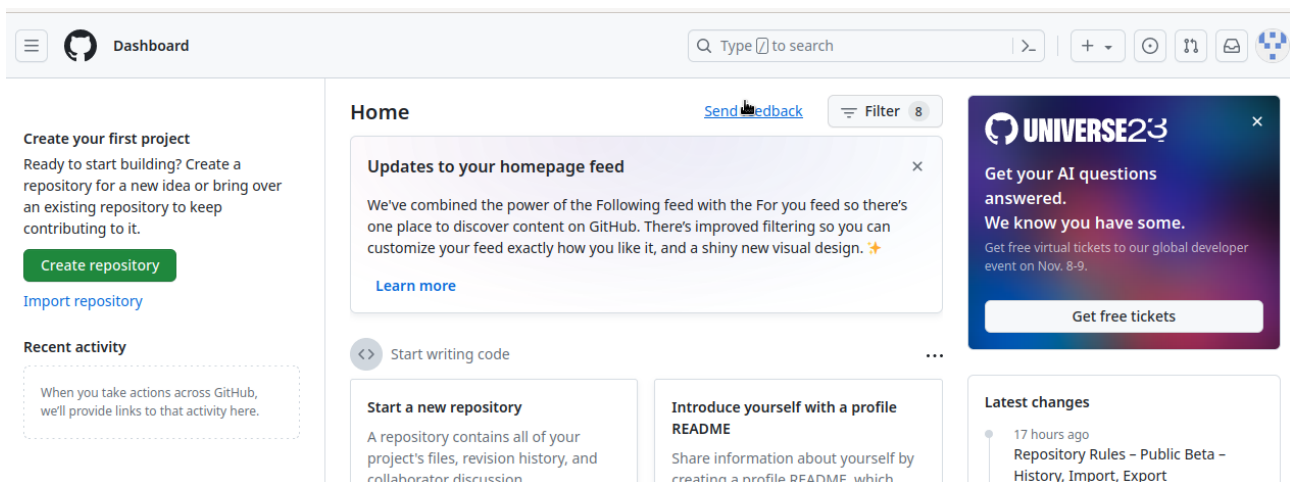 Dashboard
Type / to search
Create your first project
Ready to start building? Create a
repository for a new idea or bring over
an existing repository to keep
contributing to it.
Create repository
Import repository
Recent activity
When you take actions across GitHub,
we'll provide links to that activity here.
Home
Send feedback
Filter 8
Updates to your homepage feed
We've combined the power of the Following feed with the For you feed so there's
one place to discover content on GitHub. There's improved filtering so you can
customize your feed exactly how you like it, and a shiny new visual design. ✨
Learn more
Start writing code
Start a new repository
A repository contains all of your
project's files, revision history, and
collaborator discussion.
Introduce yourself with a profile
README
Share information about yourself by
creating a profile README, which
UNIVERSE23
Get your AI questions
answered.
We know you have some.
Get free virtual tickets to our global developer
event on Nov. 8-9.
Get free tickets
Latest changes
17 hours ago
Repository Rules – Public Beta –
History, Import, Export